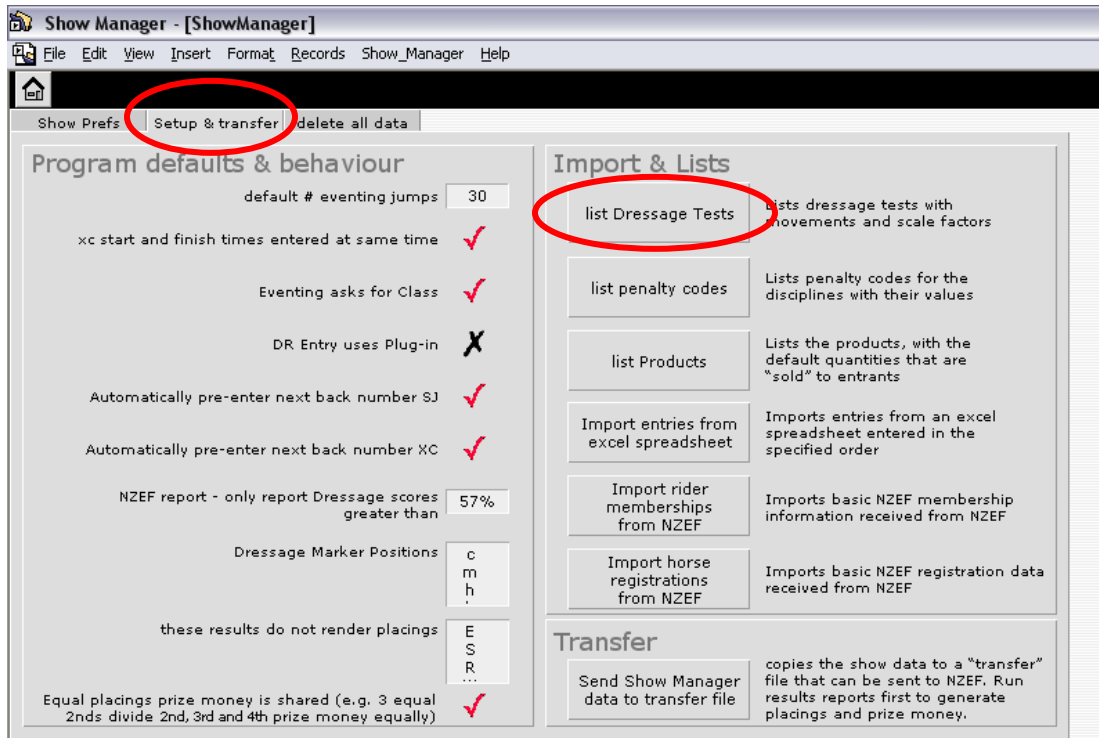 Show Manager - [ShowManager]
File Edit View Insert Format Records Show_Manager Help
Show Prefs Setup & transfer delete all data
Program defaults & behaviour
default # eventing jumps 30
xc start and finish times entered at same time
Eventing asks for Class
DR Entry uses Plug-in
Automatically pre-enter next back number SJ
Automatically pre-enter next back number XC
NZEF report - only report Dressage scores
greater than
57%
Dressage Marker Positions
c
m
h
these results do not render placings
E
S
R
Equal placings prize money is shared (e.g. 3 equal
2nds divide 2nd, 3rd and 4th prize money equally)
Import & Lists
list Dressage Tests
Lists dressage tests with
movements and scale factors
list penalty codes
Lists penalty codes for the
disciplines with their values
list Products
Lists the products, with the
default quantities that are
"sold" to entrants
Import entries from
excel spreadsheet
Imports entries from an excel
spreadsheet entered in the
specified order
Import rider
memberships
from NZEF
Imports basic NZEF membership
information received from NZEF
Import horse
registrations
from NZEF
Imports basic NZEF registration data
received from NZEF
Transfer
Send Show Manager
data to transfer file
copies the show data to a "transfer"
file that can be sent to NZEF. Run
results reports first to generate
placings and prize money.